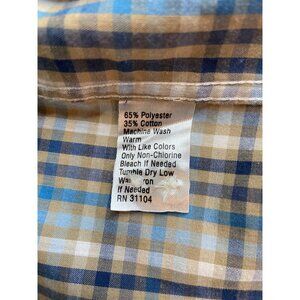 65% Polyester
35% Cotton
Machine Wash
Warm
With Like Colors
Only Non-Chlorine
Bleach If Needed
Tumble Dry Low
If Needed
RN 31104